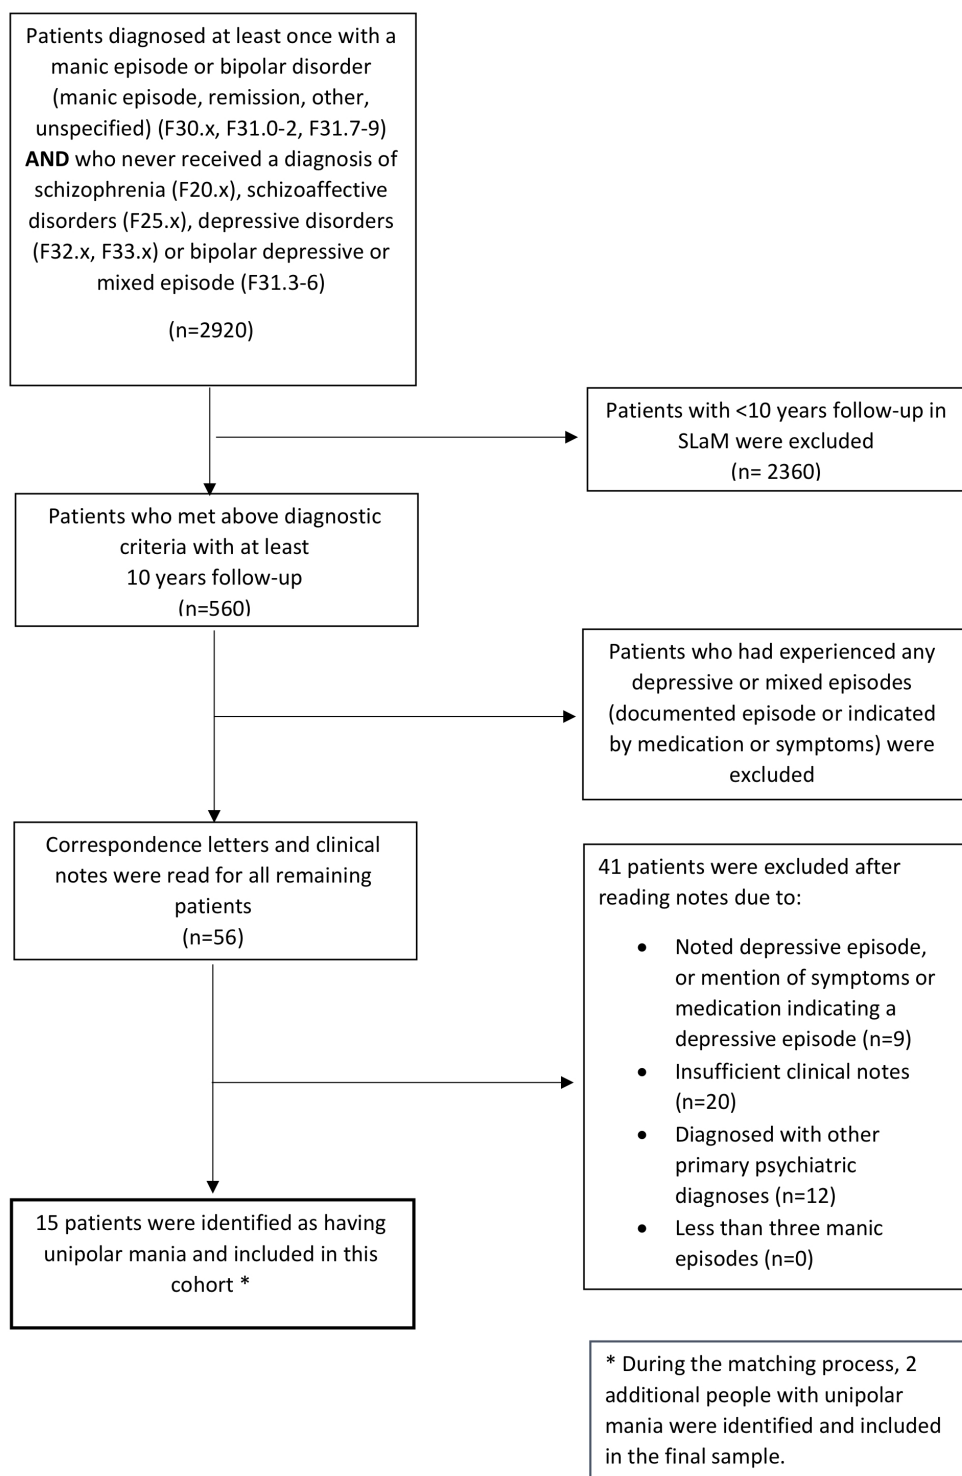 Patients diagnosed at least once with a
manic episode or bipolar disorder
(manic episode, remission, other,
unspecified) (F30.x, F31.0-2, F31.7-9)
AND who never received a diagnosis of
schizophrenia (F20.x), schizoaffective
disorders (F25.x), depressive disorders
(F32.x, F33.x) or bipolar depressive or
mixed episode (F31.3-6)
(n=2920)
Patients with <10 years follow-up in
SLaM were excluded
(n= 2360)
Patients who met above diagnostic
criteria with at least
10 years follow-up
(n=560)
Patients who had experienced any
depressive or mixed episodes
(documented episode or indicated
by medication or symptoms) were
excluded
Correspondence letters and clinical
notes were read for all remaining
patients
(n=56)
41 patients were excluded after
reading notes due to:
• Noted depressive episode,
or mention of symptoms or
medication indicating a
depressive episode (n=9)
• Insufficient clinical notes
(n=20)
• Diagnosed with other
primary psychiatric
diagnoses (n=12)
• Less than three manic
episodes (n=0)
15 patients were identified as having
unipolar mania and included in this
cohort *
* During the matching process, 2
additional people with unipolar
mania were identified and included
in the final sample.